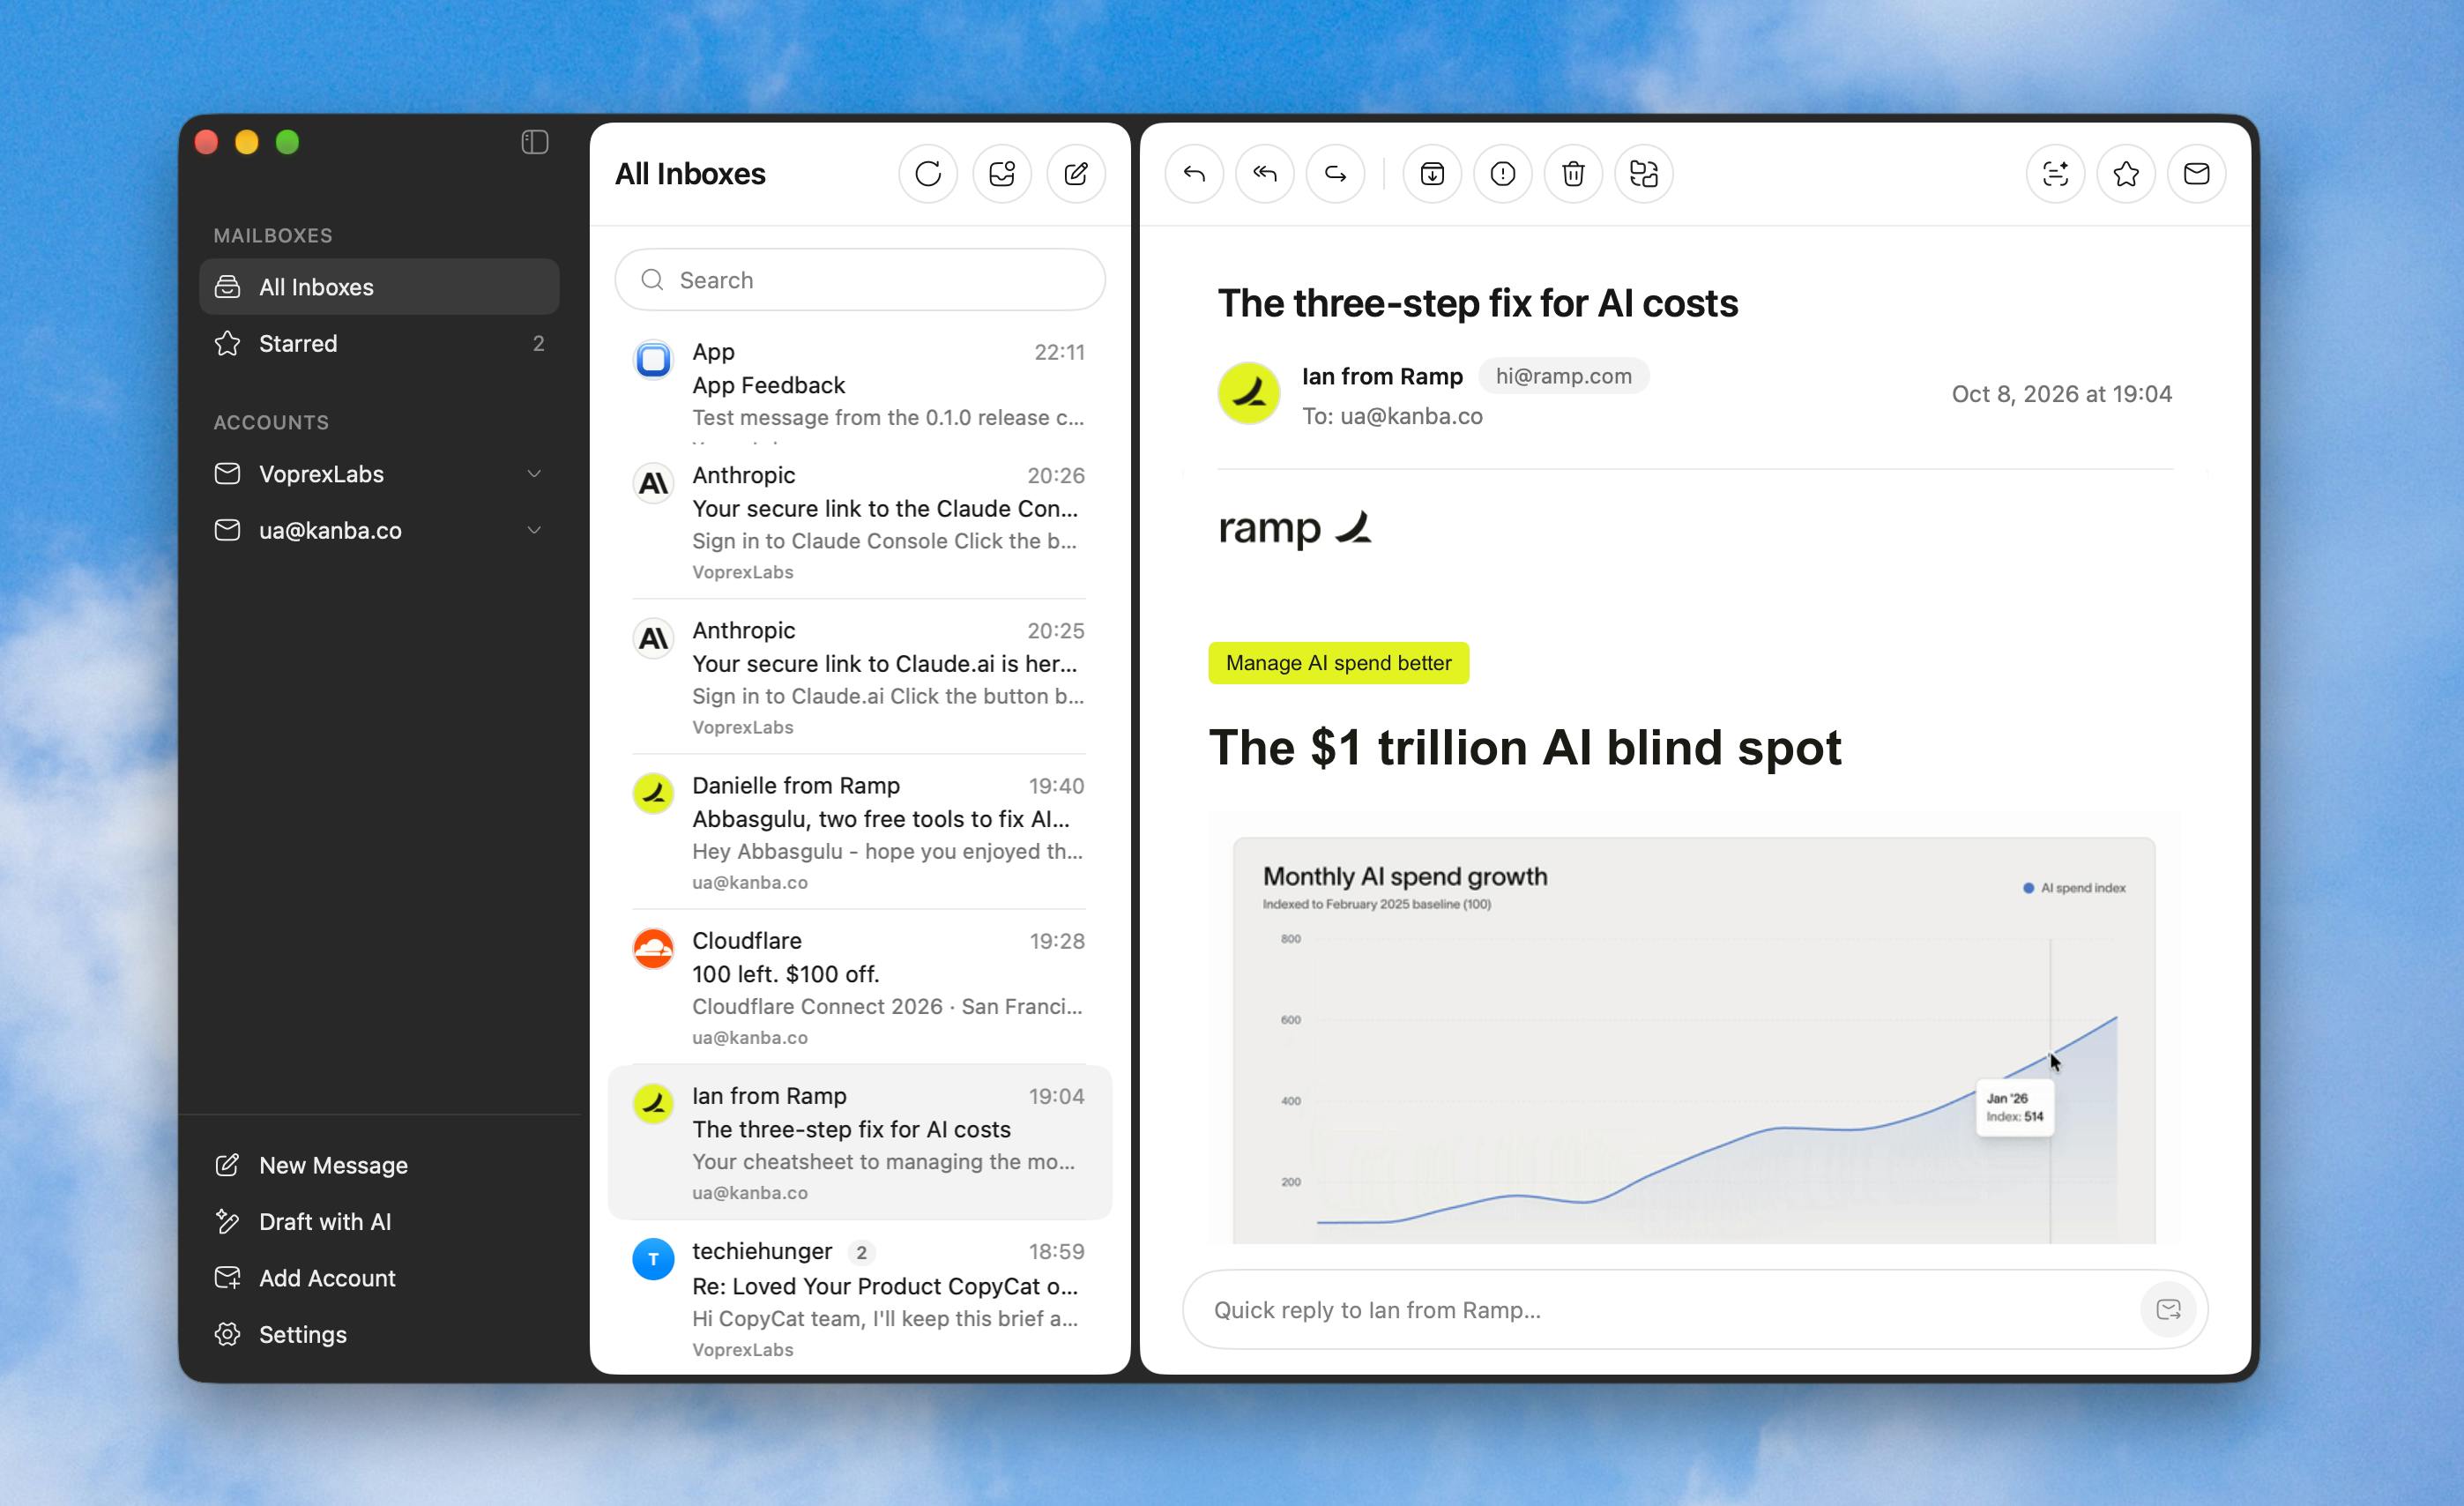 MAILBOXES
All Inboxes
Starred 2
ACCOUNTS
VoprexLabs
ua@kanba.co
New Message
Draft with AI
Add Account
Settings
All Inboxes
Search
App 22:11
App Feedback
Test message from the 0.1.0 release c...
Anthropic 20:26
Your secure link to the Claude Con...
Sign in to Claude Console Click the b...
VoprexLabs
Anthropic 20:25
Your secure link to Claude.ai is her...
Sign in to Claude.ai Click the button b...
VoprexLabs
Danielle from Ramp 19:40
Abbasgulu, two free tools to fix AI...
Hey Abbasgulu - hope you enjoyed th...
ua@kanba.co
Cloudflare 19:28
100 left. $100 off.
Cloudflare Connect 2026 · San Franci...
ua@kanba.co
Ian from Ramp 19:04
The three-step fix for AI costs
Your cheatsheet to managing the mo...
ua@kanba.co
T techiehunger 2 18:59
Re: Loved Your Product CopyCat o...
Hi CopyCat team, I'll keep this brief a...
VoprexLabs
The three-step fix for AI costs
Ian from Ramp hi@ramp.com
To: ua@kanba.co
Oct 8, 2026 at 19:04
ramp
Manage AI spend better
The $1 trillion AI blind spot
Monthly AI spend growth
Indexed to February 2025 baseline (100)
AI spend index
800
600
400
200
Jan '26
Index: 514
Quick reply to Ian from Ramp...